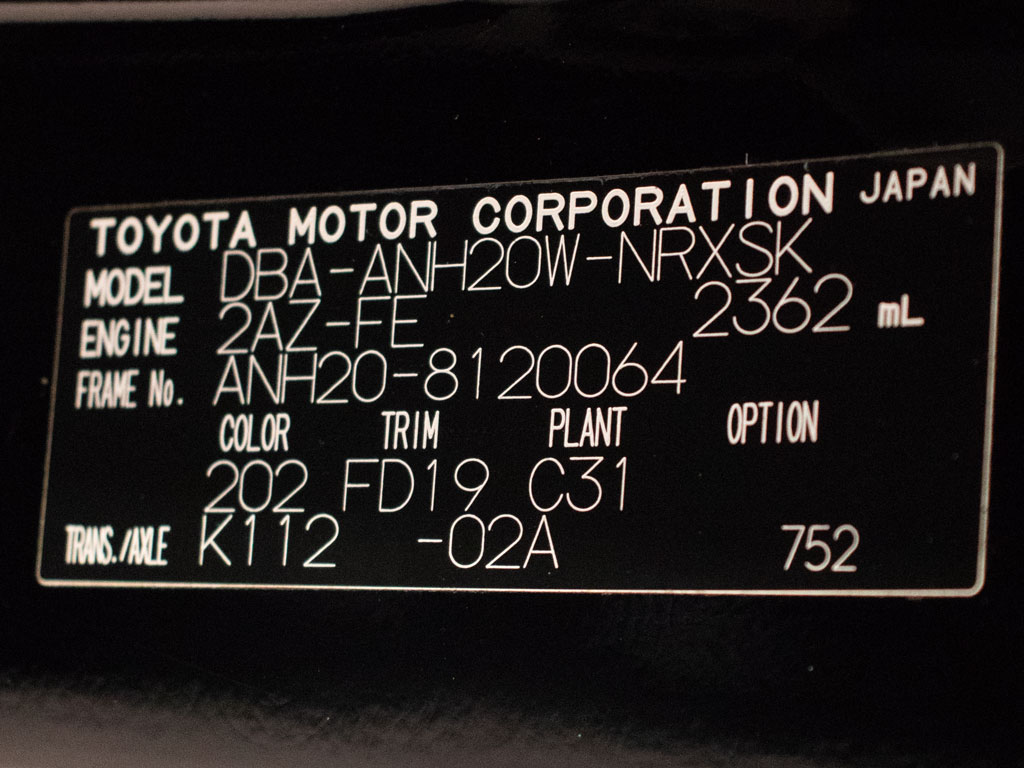 TOYOTA MOTOR CORPORATION JAPAN
MODEL DBA-ANH20W-NRXSK
ENGINE 2AZ-FE 2362 mL
FRAME No. ANH20-8120064
COLOR TRIM PLANT OPTION
202 FD19 C31
TRANS./AXLE K112 -02A 752